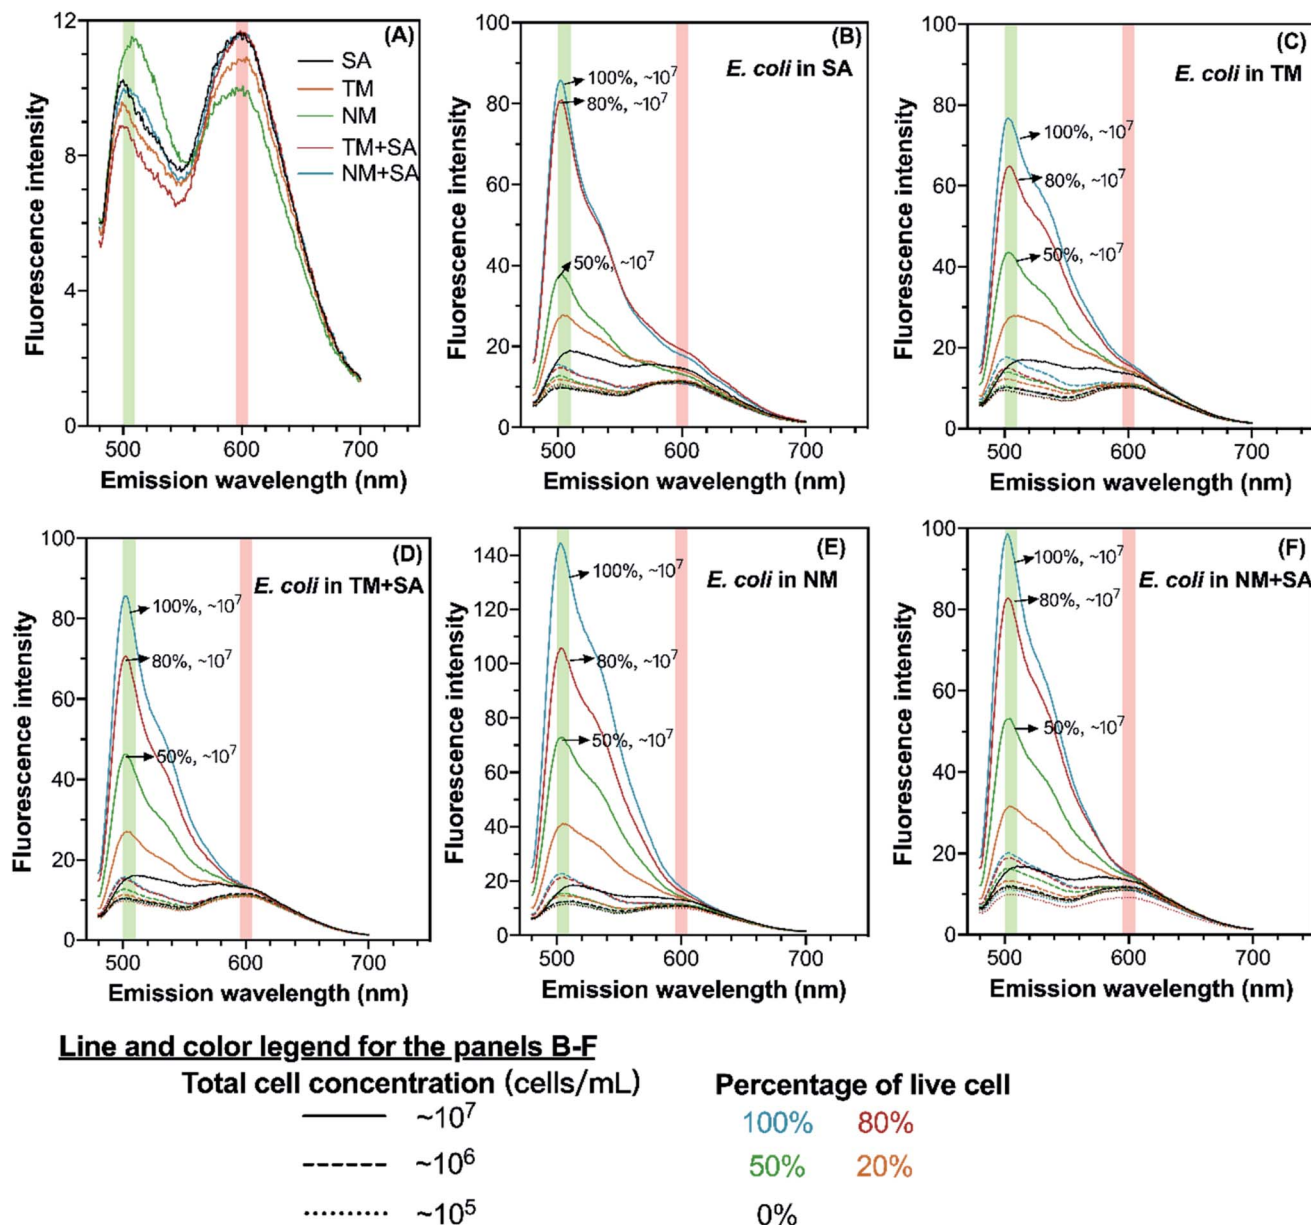 (A)
12
8
4
0
Fluorescence intensity
500
600
700
Emission wavelength (nm)
SA
TM
NM
TM+SA
NM+SA
(B)
E. coli in SA
100
80
60
40
20
0
Fluorescence intensity
500
600
700
Emission wavelength (nm)
100%, ~10⁷
80%, ~10⁷
50%, ~10⁷
(C)
E. coli in TM
100
80
60
40
20
0
Fluorescence intensity
500
600
700
Emission wavelength (nm)
100%, ~10⁷
80%, ~10⁷
50%, ~10⁷
(D)
E. coli in TM+SA
100
80
60
40
20
0
Fluorescence intensity
500
600
700
Emission wavelength (nm)
100%, ~10⁷
80%, ~10⁷
50%, ~10⁷
(E)
E. coli in NM
140
120
100
80
60
40
20
0
Fluorescence intensity
500
600
700
Emission wavelength (nm)
100%, ~10⁷
80%, ~10⁷
50%, ~10⁷
(F)
E. coli in NM+SA
100
80
60
40
20
0
Fluorescence intensity
500
600
700
Emission wavelength (nm)
100%, ~10⁷
80%, ~10⁷
50%, ~10⁷
Line and color legend for the panels B-F
Total cell concentration (cells/mL)
~10⁷
~10⁶
~10⁵
Percentage of live cell
100% 80%
50% 20%
0%